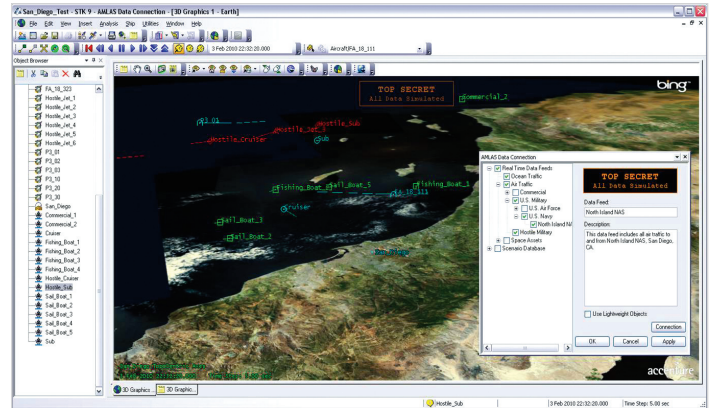 San_Diego_Test - STK 9 - AMLAS Data Connection - [3D Graphics 1 - Earth]
File Edit View Insert Analysis Ship Utilities Window Help
3 Feb 2010 22:32:20.000
Aircraft/FA_18_111
Object Browser
FA_18_323
Hostile_Jet_1
Hostile_Jet_2
Hostile_Jet_3
Hostile_Jet_4
Hostile_Jet_5
Hostile_Jet_6
P3_01
P3_02
P3_03
P3_10
P3_20
P3_30
San_Diego
Commercial_1
Commercial_2
Cruiser
Fishing_Boat_1
Fishing_Boat_2
Fishing_Boat_3
Fishing_Boat_4
Hostile_Cruiser
Hostile_Sub
Sail_Boat_1
Sail_Boat_2
Sail_Boat_3
Sail_Boat_4
Sail_Boat_5
Sub
TOP SECRET
All Data Simulated
bing
Commercial_2
P3_01
Hostile_Sub
Hostile_Jet_3
Hostile_Cruiser
Sub
Sail_Boat_5
Fishing_Boat_1
FA_18_111
Cruiser
Sail_Boat_3
Sail_Boat_2
San_Diego
accenture
AMLAS Data Connection
Real Time Data Feeds
Ocean Traffic
Air Traffic
Commercial
U.S. Military
U.S. Air Force
U.S. Navy
North Island NA
Hostile Military
Space Assets
Scenario Database
TOP SECRET
All Data Simulated
Data Feed:
North Island NAS
Description:
This data feed includes all air traffic to
and from North Island NAS, San Diego,
CA.
Use Lightweight Objects
Connection
OK Cancel Apply
3D Graphics ... 3D Graphic...
Hostile_Sub
3 Feb 2010 22:32:20.000 Time Step: 5.00 sec